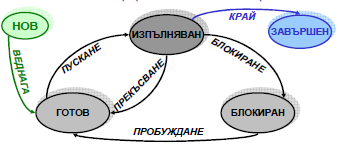 КРАЙ
НОВ
ИЗПЪЛНЯВАН
ЗАВЪРШЕН
ВЕДНАГА
ПУСКАНЕ
ПРЕКЪСВАНЕ
БЛОКИРАНЕ
ГОТОВ
БЛОКИРАН
ПРОБУЖДАНЕ